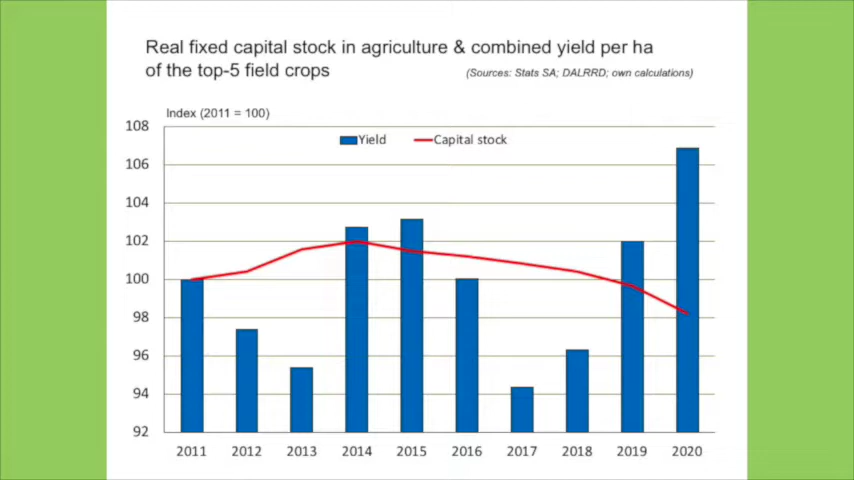 Real fixed capital stock in agriculture & combined yield per ha
of the top-5 field crops
(Sources: Stats SA; DALRRD; own calculations)
Index (2011 = 100)
108
Yield
Capital stock
106
104
102
100
98
96
94
92
2011 2012 2013 2014 2015 2016 2017 2018 2019 2020